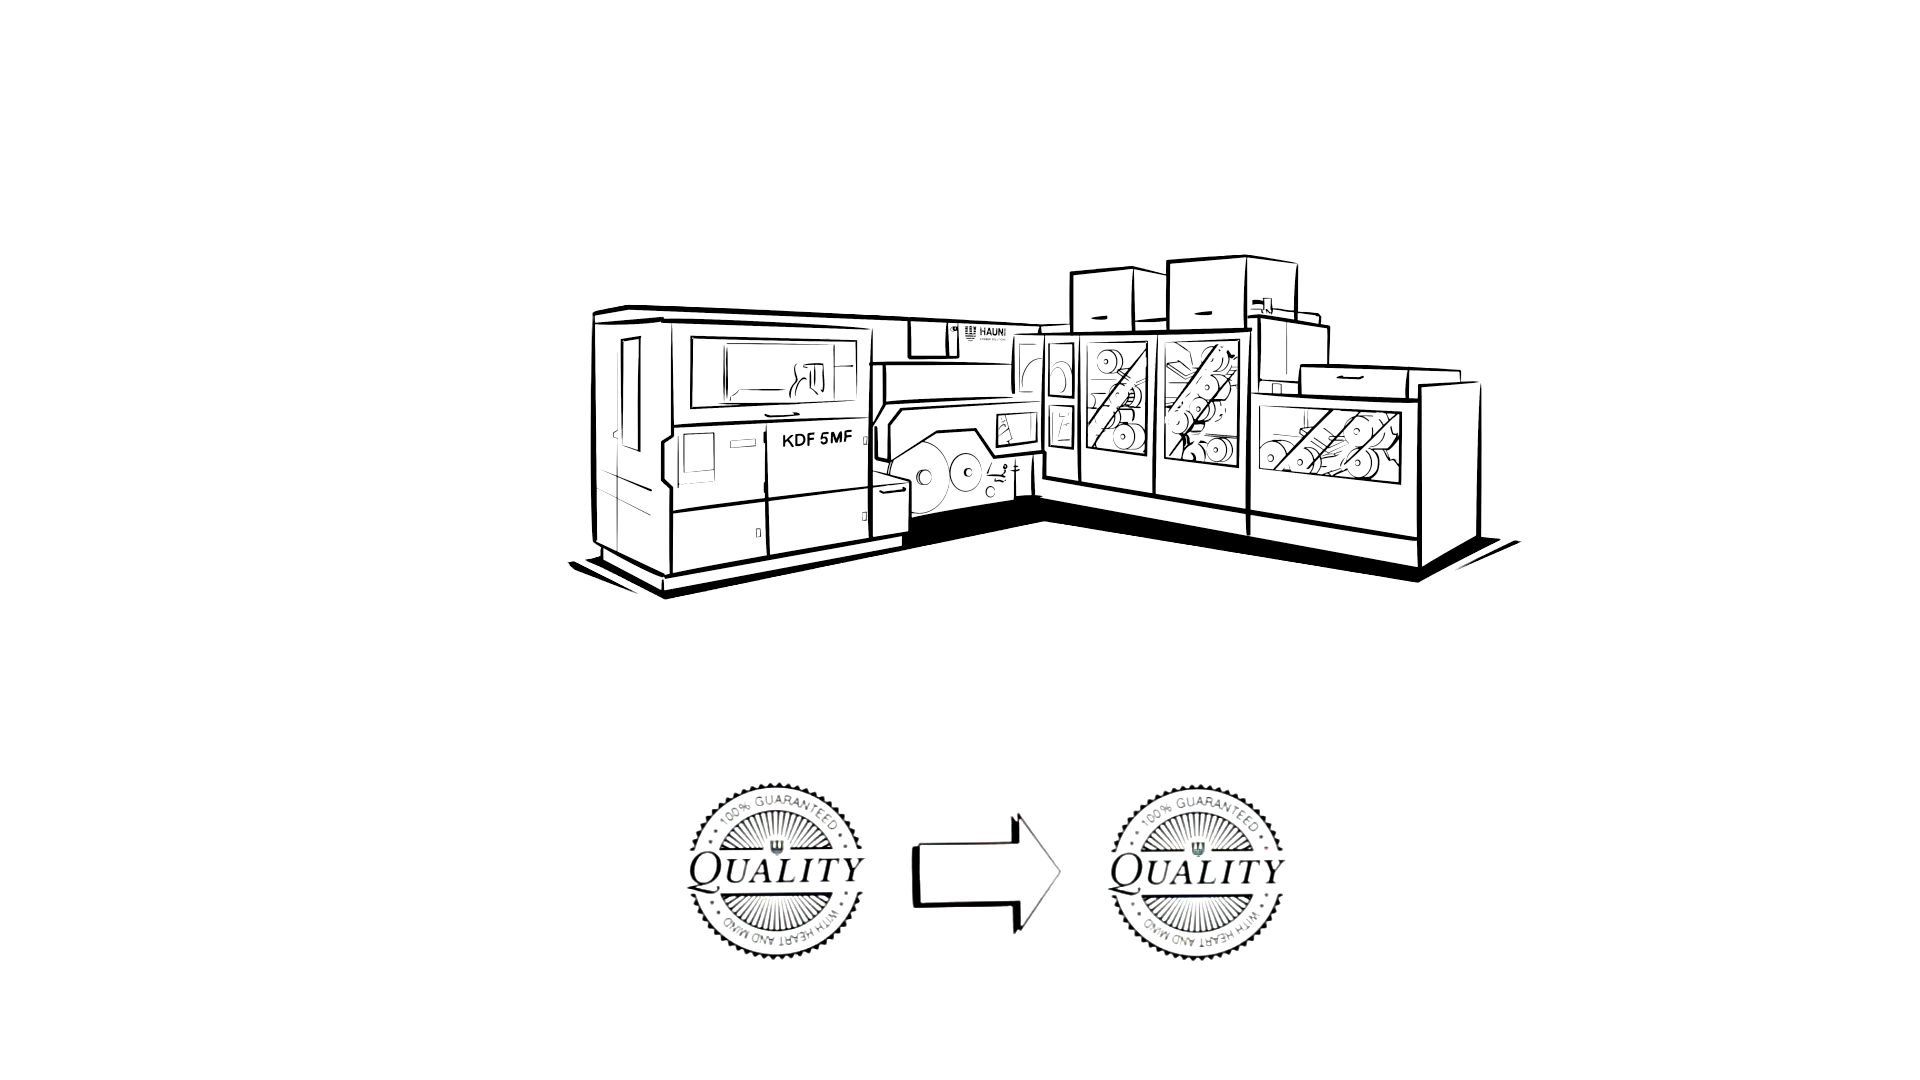 HAUNI
KDF 5MF
100% GUARANTEED
QUALITY
WITH HEART AND MIND
100% GUARANTEED
QUALITY
WITH HEART AND MIND